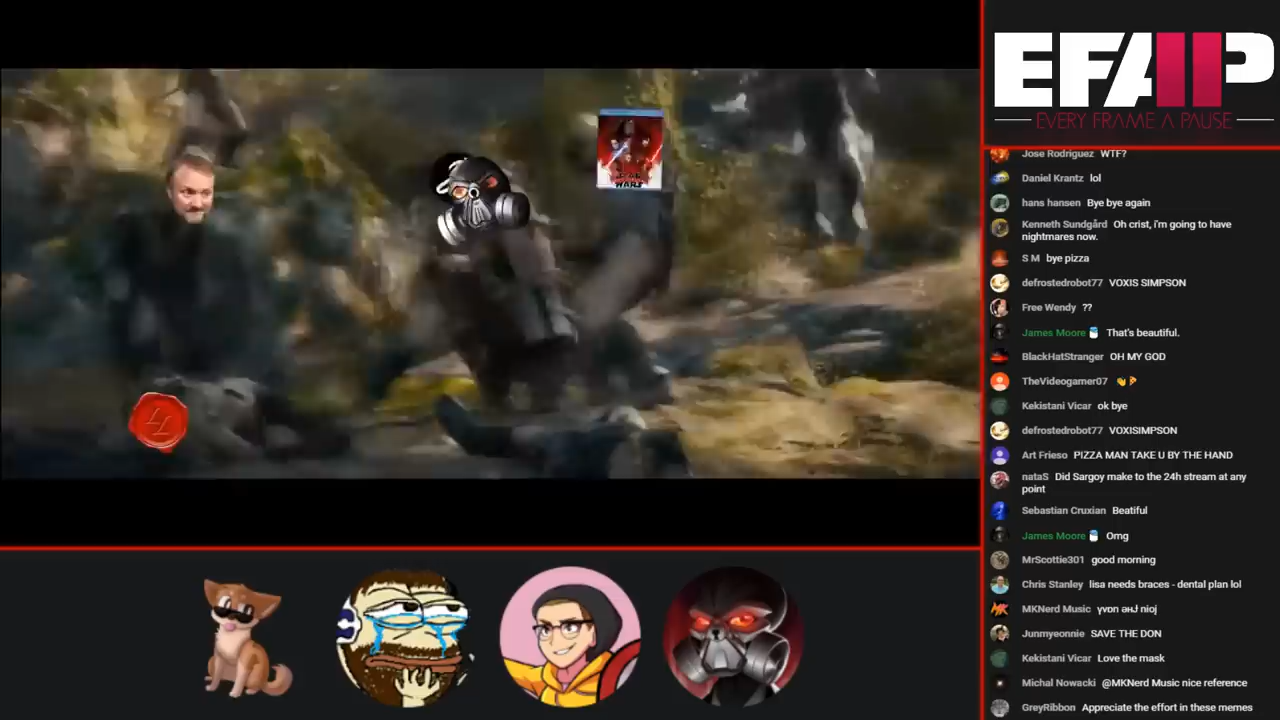 EFAP
EVERY FRAME A PAUSE
Jose Rodriguez WTF?
Daniel Krantz lol
hans hansen Bye bye again
Kenneth Sundgård Oh crist, i'm going to have
nightmares now.
S M bye pizza
defrostedrobot77 VOXIS SIMPSON
Free Wendy ??
James Moore That's beautiful.
BlackHatStranger OH MY GOD
TheVideogamer07 👋🍕
Kekistani Vicar ok bye
defrostedrobot77 VOXISIMPSON
Art Frieso PIZZA MAN TAKE U BY THE HAND
nataS Did Sargoy make to the 24h stream at any
point
Sebastian Cruxian Beatiful
James Moore Omg
MrScottie301 good morning
Chris Stanley lisa needs braces - dental plan lol
MKNerd Music γνɒn ɘʜƚ nioj
Junmyeonnie SAVE THE DON
Kekistani Vicar Love the mask
Michal Nowacki @MKNerd Music nice reference
GreyRibbon Appreciate the effort in these memes
STAR
WARS